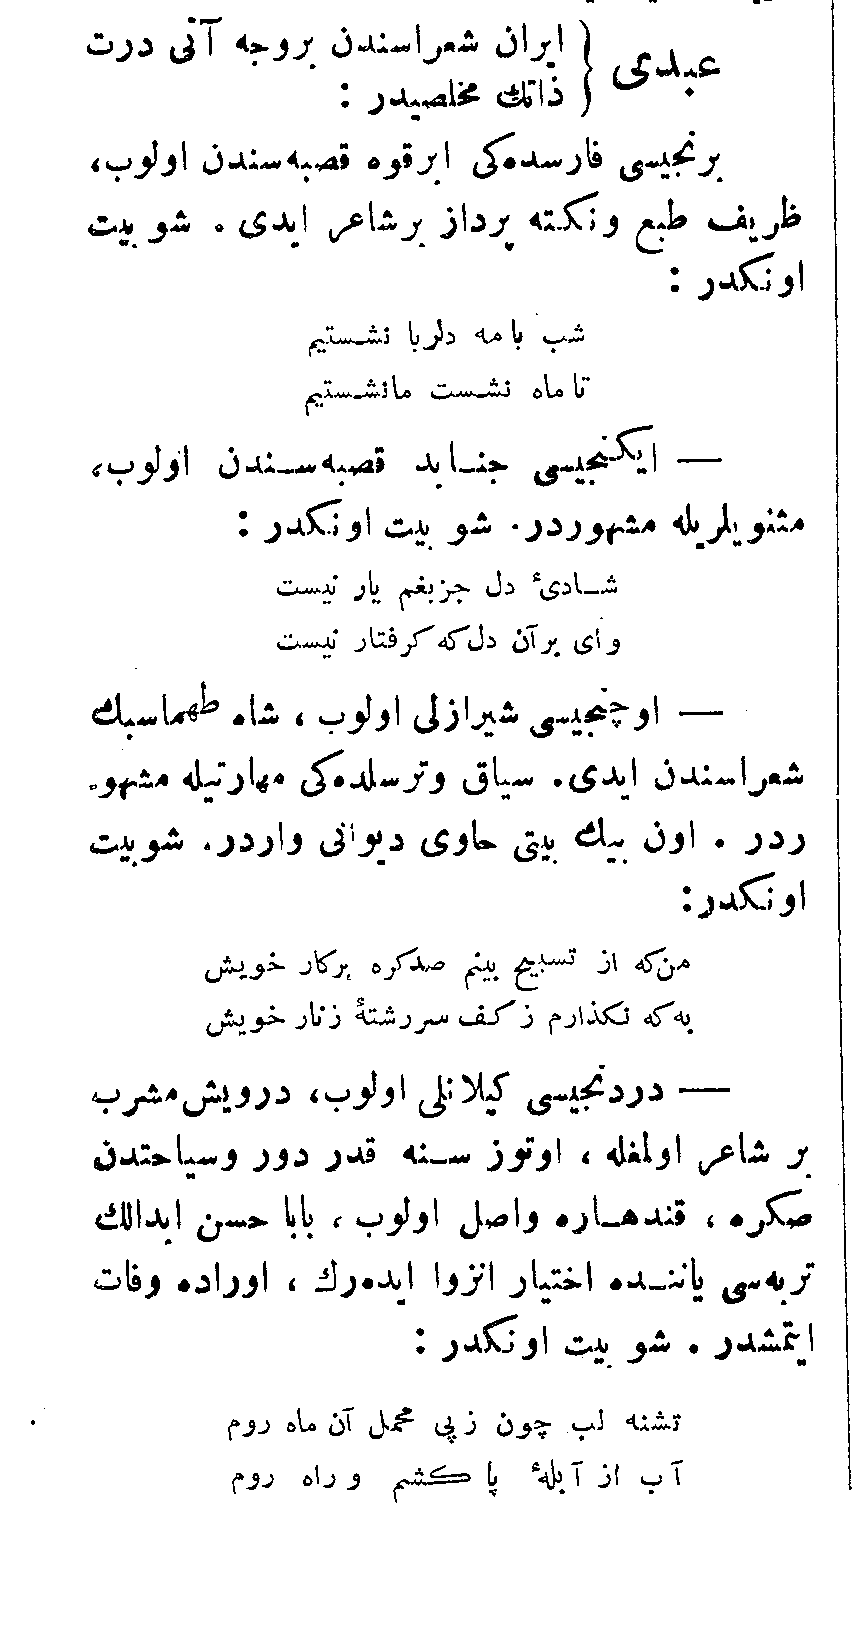 عبدی { ایران شعراسندن بروجه آتی درت
ذاتك مخلصیدر :
برنجیسی فارسده‌کی ابرقوه قصبه‌سندن اولوب،
ظریف طبع ونکته پرداز برشاعر ایدی . شو بیت
اونکدر :
شب با مه دلربا نشستیم
تا ماه نشست مانشستیم
— ایکنجیسی جنابد قصبه‌سندن اولوب،
مثنویلریله مشهوردر. شو بیت اونکدر :
شادیٔ دل جزبغم یار نیست
وای برآن دل که کرفتار نیست
— اوچنجیسی شیرازلی اولوب ، شاه طهماسبك
شعراسندن ایدی. سیاق وترسلده‌کی مهارتیله مشهو-
ردر . اون بیك بیتی حاوی دیوانی واردر. شوبیت
اونکدر:
من که از تسبیح بینم صدکره برکار خویش
به که نکذارم ز کف سررشتهٔ زنار خویش
— دردنجیسی کیلانلی اولوب، درویش‌مشرب
بر شاعر اولمغله ، اوتوز سنه قدر دور وسیاحتدن
صکره ، قندهاره واصل اولوب ، بابا حسن ابدالك
تربه‌سی یاننده اختیار انزوا ایده‌رك ، اوراده وفات
ایتمشدر . شو بیت اونکدر :
تشنه لب چون زپی محمل آن ماه روم
آب از آبلهٔ پا کشم و راه روم